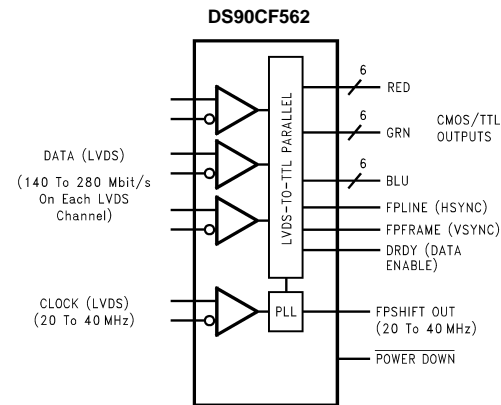 DS90CF562
DATA (LVDS)
(140 To 280 Mbit/s
On Each LVDS
Channel)
CLOCK (LVDS)
(20 To 40 MHz)
LVDS-TO-TTL PARALLEL
PLL
6
RED
6
GRN
CMOS/TTL
OUTPUTS
6
BLU
FPLINE (HSYNC)
FPFRAME (VSYNC)
DRDY (DATA
ENABLE)
FPSHIFT OUT
(20 To 40 MHz)
POWER DOWN